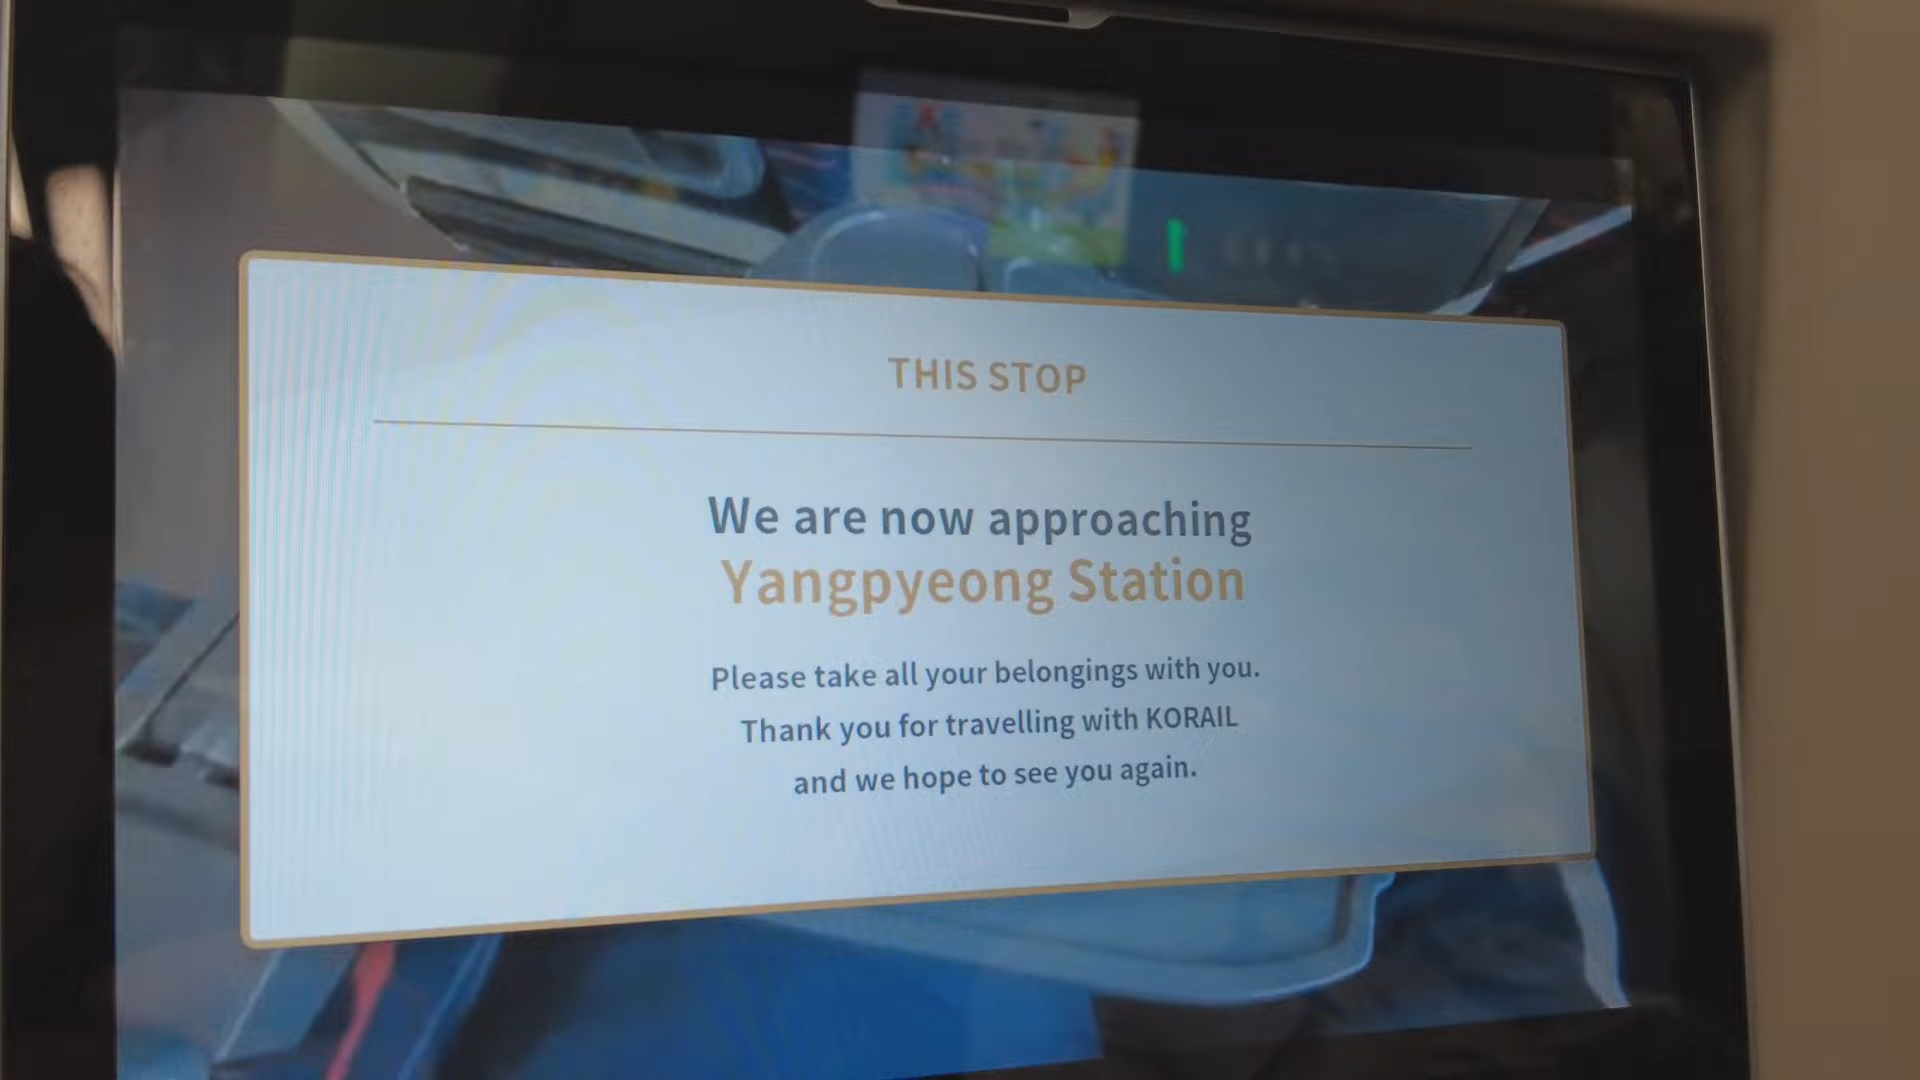 THIS STOP
We are now approaching
Yangpyeong Station
Please take all your belongings with you.
Thank you for travelling with KORAIL
and we hope to see you again.